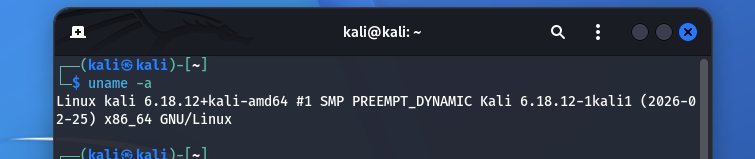 kali@kali: ~
┌──(kali㉿kali)-[~]
└─$ uname -a
Linux kali 6.18.12+kali-amd64 #1 SMP PREEMPT_DYNAMIC Kali 6.18.12-1kali1 (2026-0
2-25) x86_64 GNU/Linux
┌──(kali㉿kali)-[~]